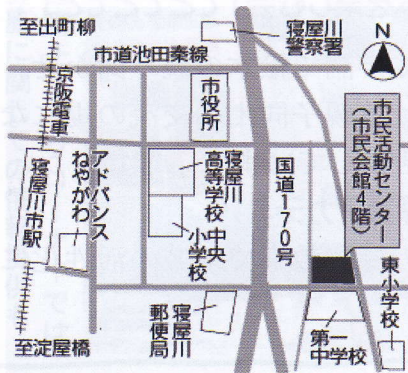 至出町柳
寝屋川
警察署
N
市道池田秦線
京阪電車
市役所
市民活動センター
(市民会館4階)
アドバンス
ねやがわ
寝屋川
高等学校
国道170号
寝屋川市駅
中央
小学校
東小学校
寝屋川
郵便局
第一
中学校
至淀屋橋